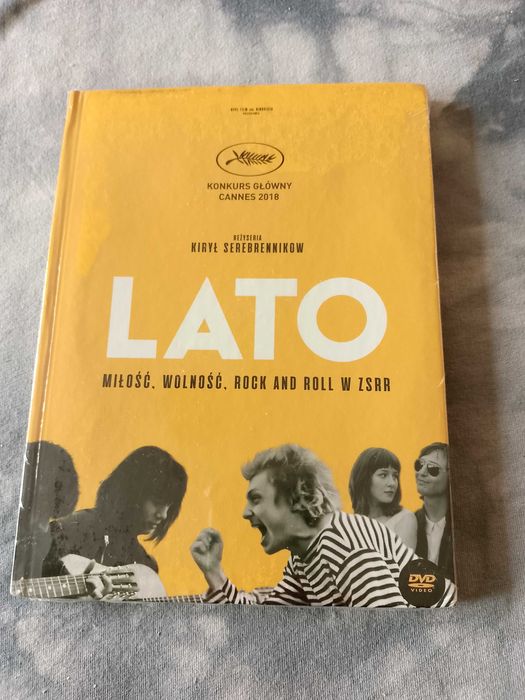 KONKURS GŁÓWNY
CANNES 2018
REŻYSERIA
KIRYŁ SEREBRENNIKOW
LATO
MIŁOŚĆ, WOLNOŚĆ, ROCK AND ROLL W ZSRR
DVD
VIDEO